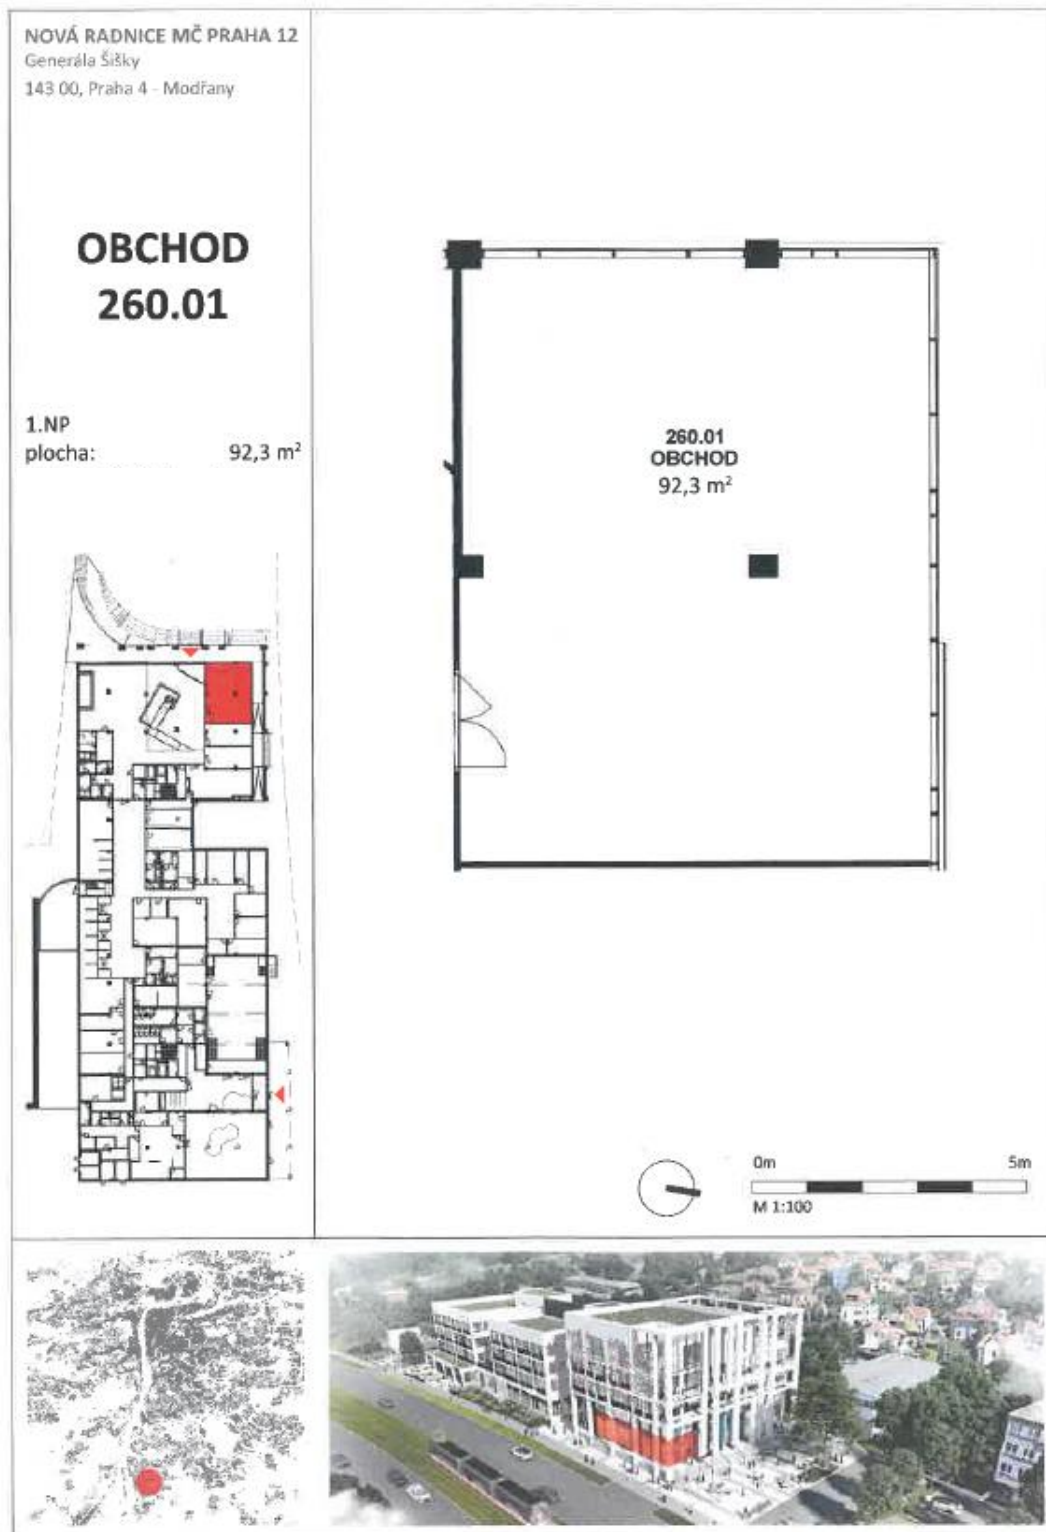 NOVÁ RADNICE MČ PRAHA 12
Generála Šišky
143 00, Praha 4 - Modřany
OBCHOD
260.01
1.NP
plocha: 92,3 m²
260.01
OBCHOD
92,3 m²
0m 5m
M 1:100